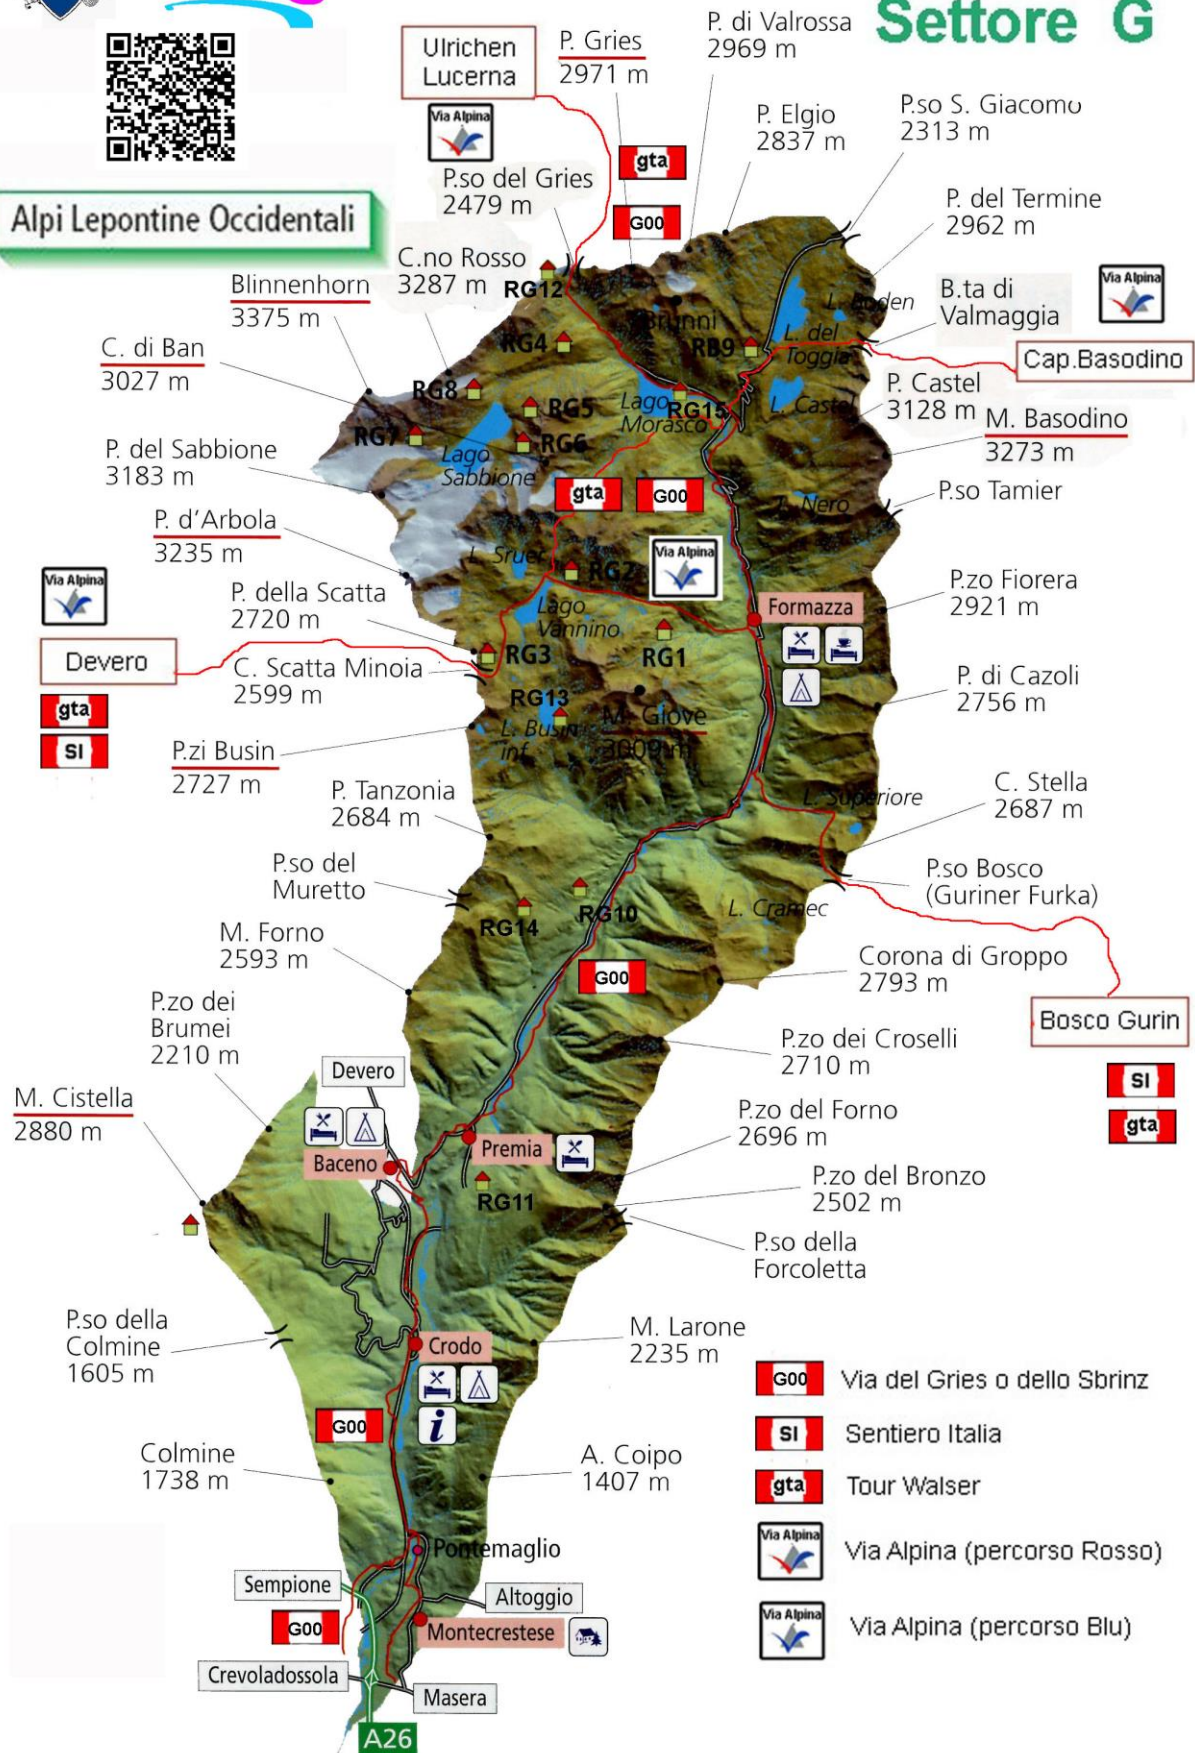 Settore G
Ulrichen
Lucerna
P. Gries
2971 m
P. di Valrossa
2969 m
P. Elgio
2837 m
P.so S. Giacomo
2313 m
Via Alpina
gta
P.so del Gries
2479 m
G00
P. del Termine
2962 m
Alpi Lepontine Occidentali
C.no Rosso
3287 m
RG12
Blinnenhorn
3375 m
L. Boden
B.ta di
Valmaggia
Via Alpina
Brunni
RG4
RB9
L. del
Toggia
Cap.Basodino
C. di Ban
3027 m
RG8
RG5
Lago
Morasco
RG15
L. Castel
P. Castel
3128 m
M. Basodino
3273 m
RG7
RG6
Lago
Sabbione
P. del Sabbione
3183 m
gta
G00
L. Nero
P.so Tamier
P. d'Arbola
3235 m
L. Sruer
RG2
Via Alpina
Via Alpina
P. della Scatta
2720 m
Lago
Vannino
Formazza
P.zo Fiorera
2921 m
Devero
RG3
RG1
C. Scatta Minoia
2599 m
P. di Cazoli
2756 m
gta
SI
RG13
L. Busin
inf.
M. Giove
3009 m
P.zi Busin
2727 m
P. Tanzonia
2684 m
L. Superiore
C. Stella
2687 m
P.so del
Muretto
RG14
RG10
L. Cramec
P.so Bosco
(Guriner Furka)
M. Forno
2593 m
G00
Corona di Groppo
2793 m
P.zo dei
Brumei
2210 m
Bosco Gurin
P.zo dei Croselli
2710 m
SI
gta
Devero
M. Cistella
2880 m
P.zo del Forno
2696 m
Baceno
Premia
RG11
P.zo del Bronzo
2502 m
P.so della
Forcoletta
P.so della
Colmine
1605 m
Crodo
i
M. Larone
2235 m
G00
Colmine
1738 m
A. Coipo
1407 m
G00 Via del Gries o dello Sbrinz
SI Sentiero Italia
gta Tour Walser
Via Alpina Via Alpina (percorso Rosso)
Via Alpina Via Alpina (percorso Blu)
Pontemaglio
Sempione
Altoggio
G00
Montecrestese
Crevoladossola
Masera
A26